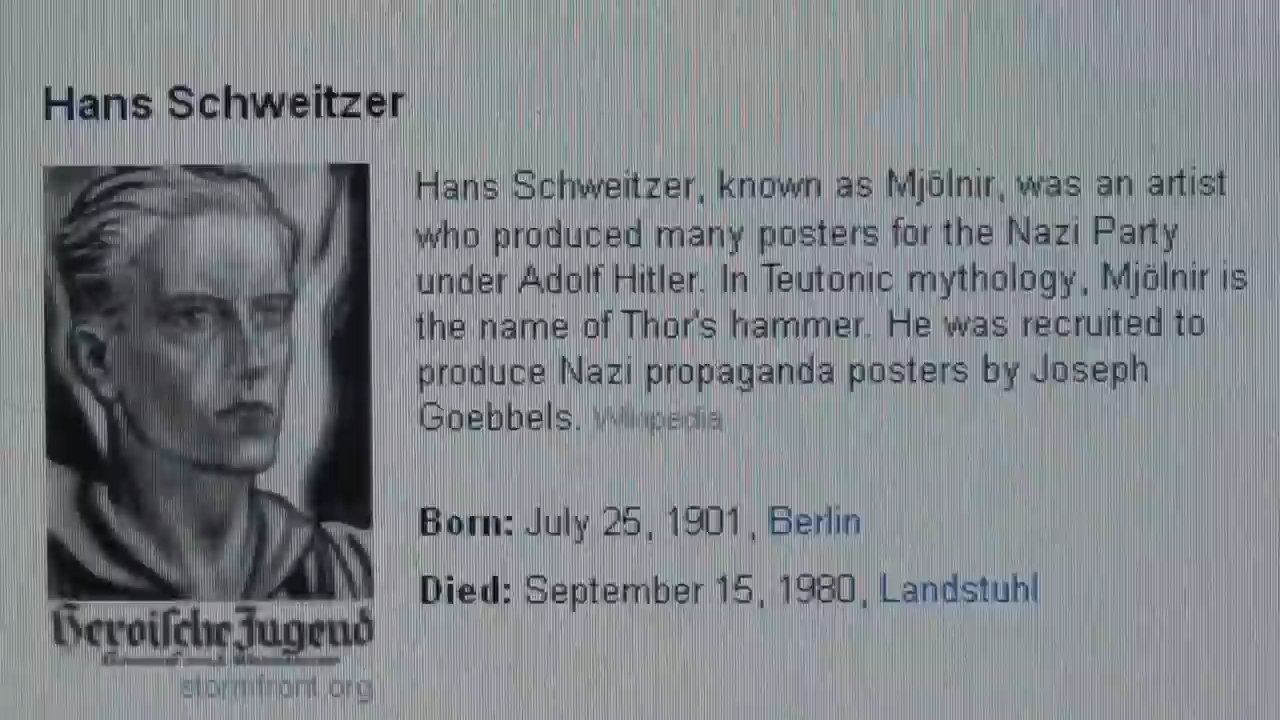 Hans Schweitzer
Hans Schweitzer, known as Mjölnir, was an artist
who produced many posters for the Nazi Party
under Adolf Hitler. In Teutonic mythology, Mjölnir is
the name of Thor's hammer. He was recruited to
produce Nazi propaganda posters by Joseph
Goebbels. Wikipedia
Born: July 25, 1901, Berlin
Died: September 15, 1980, Landstuhl
Heroische Jugend
stormfront.org